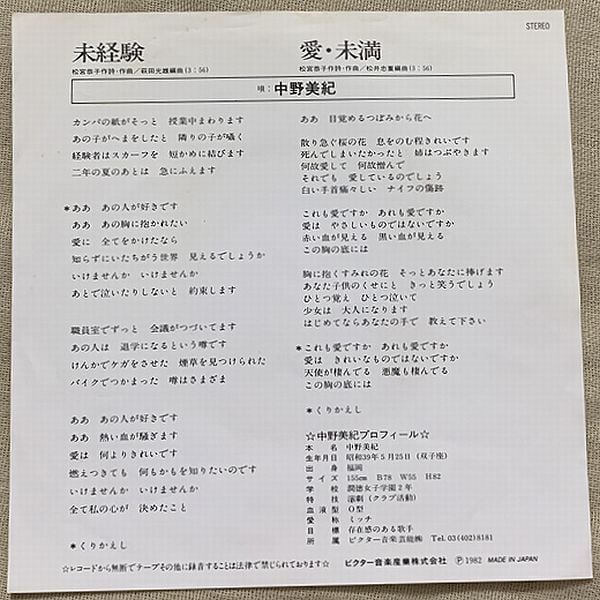 STEREO
未経験
松宮恭子作詩・作曲／萩田光雄編曲(3：56)
愛・未満
松宮恭子作詩・作曲／松井忠重編曲(3：56)
唄：中野美紀
カンパの紙がそっと　授業中まわります
あの子がへまをしたと　隣りの子が囁く
経験者はスカーフを　短かめに結びます
二年の夏のあとは　急にふえます
＊ああ　あの人が好きです
ああ　あの胸に抱かれたい
愛に　全てをかけたなら
知らずにいたちがう世界　見えるでしょうか
いけませんか　いけませんか
あとで泣いたりしないと　約束します
職員室でずっと　会議がつづいてます
あの人は　退学になるという噂です
けんかでケガをさせた　煙草を見つけられた
バイクでつかまった　噂はさまざま
ああ　あの人が好きです
ああ　熱い血が騒ぎます
愛は　何よりきれいです
燃えつきても　何もかもを知りたいのです
いけませんか　いけませんか
全て私の心が　決めたこと
＊くりかえし
ああ　目覚めるつぼみから花へ
散り急ぐ桜の花　息をのむ程きれいです
死んでしまいたかったと　姉はつぶやきます
何故愛して　何故憎んで
それでも　愛しているのでしょう
白い手首痛々しい　ナイフの傷跡
これも愛ですか　あれも愛ですか
愛は　やさしいものではないですか
赤い血が見える　黒い血が見える
この胸の底には
胸に抱くすみれの花　そっとあなたに捧げます
あなた子供のくせにと　きっと笑うでしょう
ひとつ覚え　ひとつ泣いて
少女は　大人になります
はじめてならあなたの手で　教えて下さい
＊これも愛ですか　あれも愛ですか
愛は　きれいなものではないですか
天使が棲んでる　悪魔も棲んでる
この胸の底には
＊くりかえし
☆中野美紀プロフィール☆
本　名　中野美紀
生年月日　昭和39年5月25日（双子座）
出　身　福岡
サイズ　155cm　B78　W55　H82
学　校　潤徳女子学園2年
特　技　演劇（クラブ活動）
血液型　O型
愛　称　ミッチ
目　標　存在感のある歌手
所　属　ビクター音楽芸能㈱　Tel.03(402)8181
☆レコードから無断でテープその他に録音することは法律で禁じられております☆
ビクター音楽産業株式会社　Ⓟ1982　MADE IN JAPAN